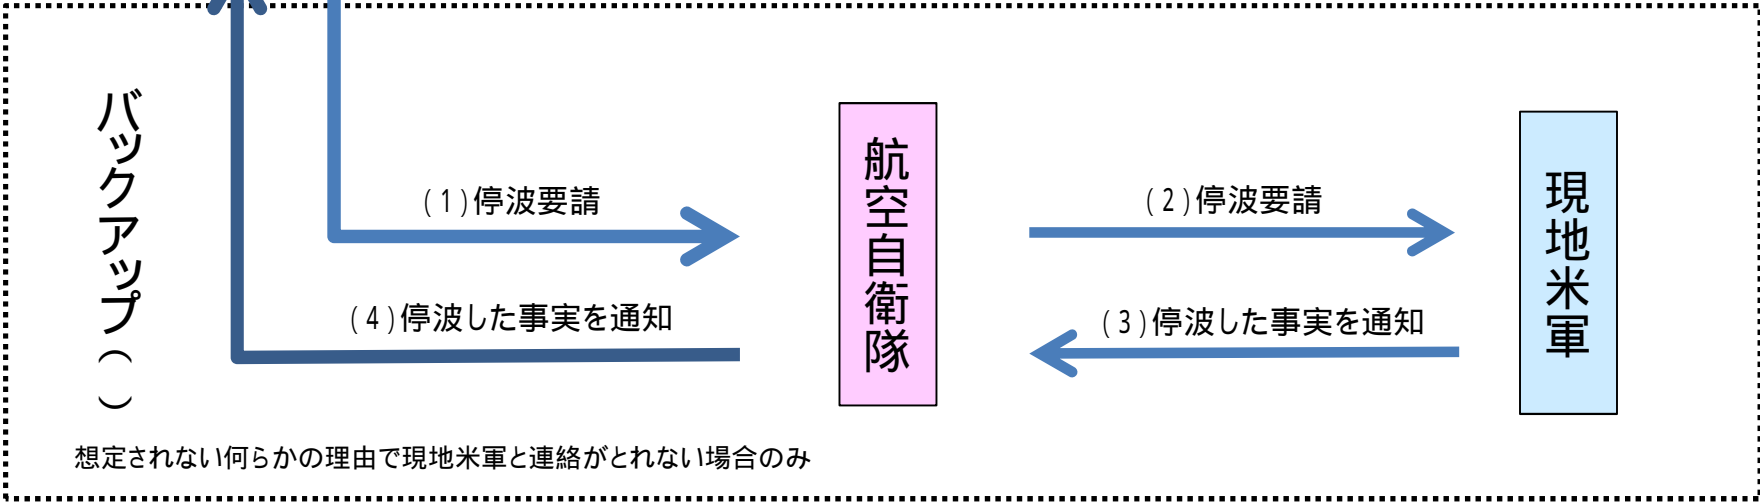 バックアップ（ ）
(1)停波要請
(4)停波した事実を通知
航空自衛隊
(2)停波要請
(3)停波した事実を通知
現地米軍
想定されない何らかの理由で現地米軍と連絡がとれない場合のみ